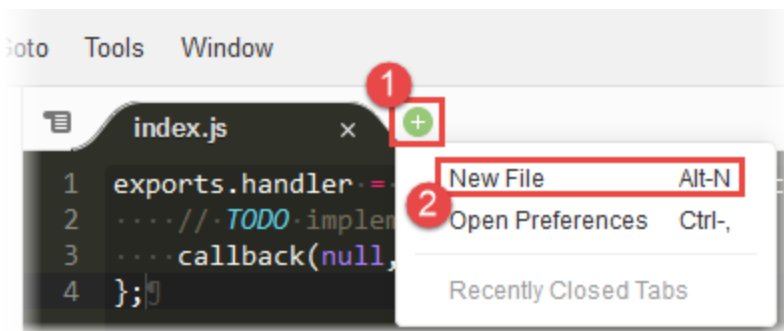 Goto Tools Window
1
index.js × +
1 exports.handler =
2 ····// TODO implem
3 ····callback(null,
4 };¶
New File Alt-N
2
Open Preferences Ctrl-,
Recently Closed Tabs